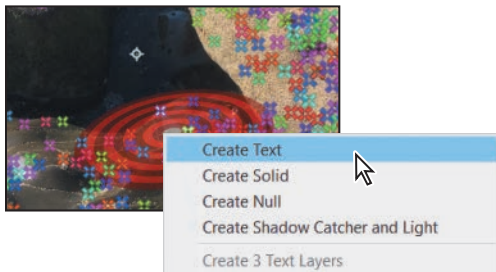 Create Text
Create Solid
Create Null
Create Shadow Catcher and Light
Create 3 Text Layers